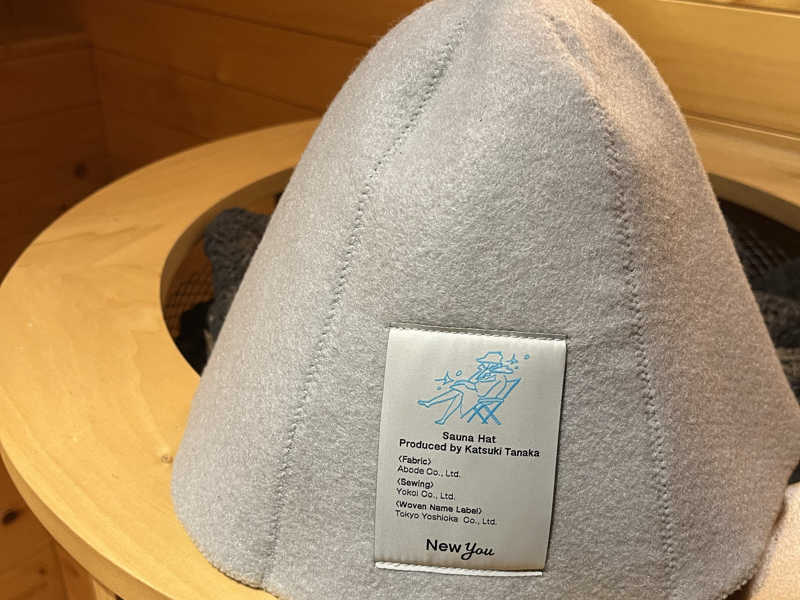 Sauna Hat
Produced by Katsuki Tanaka
〈Fabric〉
Abode Co., Ltd.
〈Sewing〉
Yokoi Co., Ltd.
〈Woven Name Label〉
Tokyo Yoshioka Co., Ltd.
New You